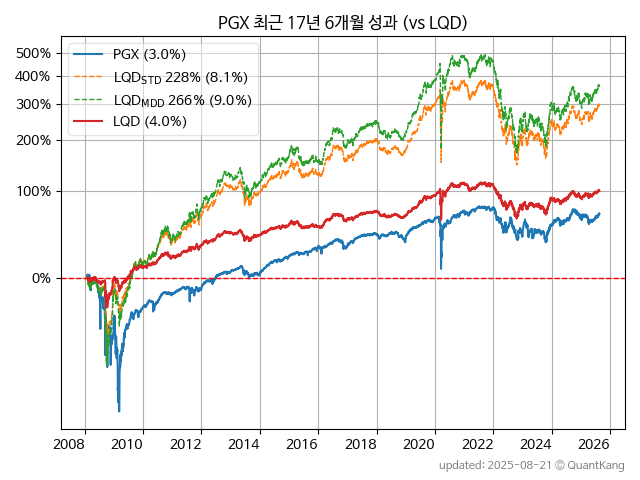 PGX 최근 17년 6개월 성과 (vs LQD)
PGX (3.0%)
LQD_STD 228% (8.1%)
LQD_MDD 266% (9.0%)
LQD (4.0%)
500%
400%
300%
200%
100%
0%
2008 2010 2012 2014 2016 2018 2020 2022 2024 2026
updated: 2025-08-21 © QuantKang